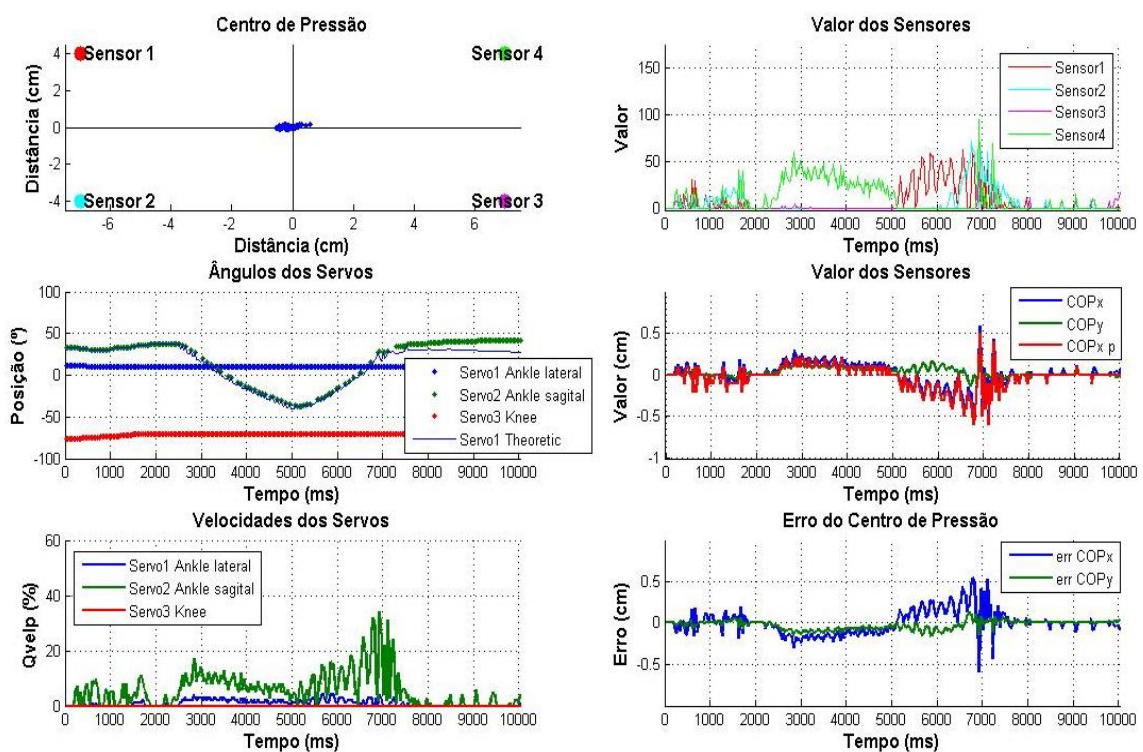 Centro de Pressão
4
2
0
-2
-4
Sensor 1
Sensor 4
Sensor 2
Sensor 3
-6 -4 -2 0 2 4 6
Distância (cm)
Distância (cm)
Valor dos Sensores
150
100
50
0
Valor
Sensor1
Sensor2
Sensor3
Sensor4
0 1000 2000 3000 4000 5000 6000 7000 8000 9000 10000
Tempo (ms)
Ângulos dos Servos
100
50
0
-50
-100
Posição (º)
Servo1 Ankle lateral
Servo2 Ankle sagital
Servo3 Knee
Servo1 Theoretic
0 1000 2000 3000 4000 5000 6000 7000 8000 9000 10000
Tempo (ms)
Valor dos Sensores
0.5
0
-0.5
-1
Valor (cm)
COPx
COPy
COPx p
0 1000 2000 3000 4000 5000 6000 7000 8000 9000 10000
Tempo (ms)
Velocidades dos Servos
60
40
20
0
Qvelp (%)
Servo1 Ankle lateral
Servo2 Ankle sagital
Servo3 Knee
0 1000 2000 3000 4000 5000 6000 7000 8000 9000 10000
Tempo (ms)
Erro do Centro de Pressão
0.5
0
-0.5
Erro (cm)
err COPx
err COPy
0 1000 2000 3000 4000 5000 6000 7000 8000 9000 10000
Tempo (ms)